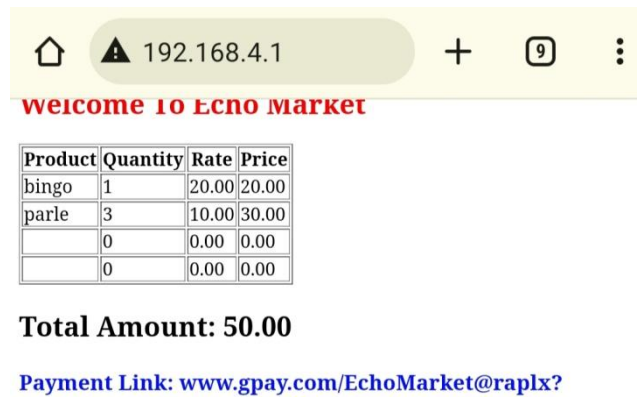 192.168.4.1
9
Welcome To Echo Market
Product Quantity Rate Price
bingo 1 20.00 20.00
parle 3 10.00 30.00
0 0.00 0.00
0 0.00 0.00
Total Amount: 50.00
Payment Link: www.gpay.com/EchoMarket@raplx?